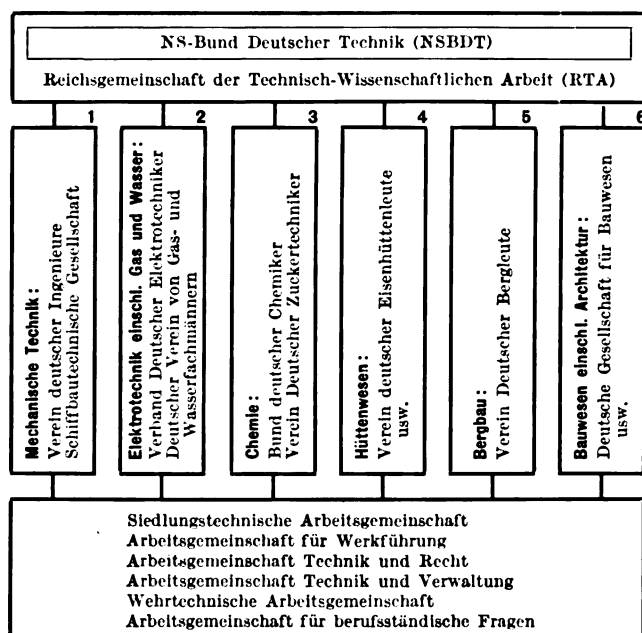 NS-Bund Deutscher Technik (NSBDT)
Reichsgemeinschaft der Technisch-Wissenschaftlichen Arbeit (RTA)
1
Mechanische Technik:
Verein deutscher Ingenieure
Schiffbautechnische Gesellschaft
2
Elektrotechnik einschl. Gas und Wasser:
Verband Deutscher Elektrotechniker
Deutscher Verein von Gas- und
Wasserfachmännern
3
Chemie:
Bund deutscher Chemiker
Verein Deutscher Zuckertechniker
4
Hüttenwesen:
Verein deutscher Eisenhüttenleute
usw.
5
Bergbau:
Verein Deutscher Bergleute
6
Bauwesen einschl. Architektur:
Deutsche Gesellschaft für Bauwesen
usw.
Siedlungstechnische Arbeitsgemeinschaft
Arbeitsgemeinschaft für Werkführung
Arbeitsgemeinschaft Technik und Recht
Arbeitsgemeinschaft Technik und Verwaltung
Wehrtechnische Arbeitsgemeinschaft
Arbeitsgemeinschaft für berufsständische Fragen